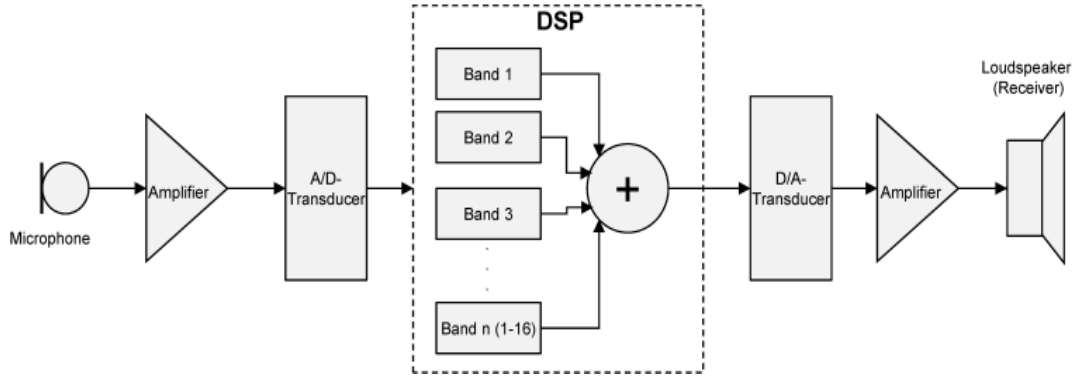 DSP
Microphone
Amplifier
A/D-
Transducer
Band 1
Band 2
Band 3
Band n (1-16)
+
D/A-
Transducer
Amplifier
Loudspeaker
(Receiver)